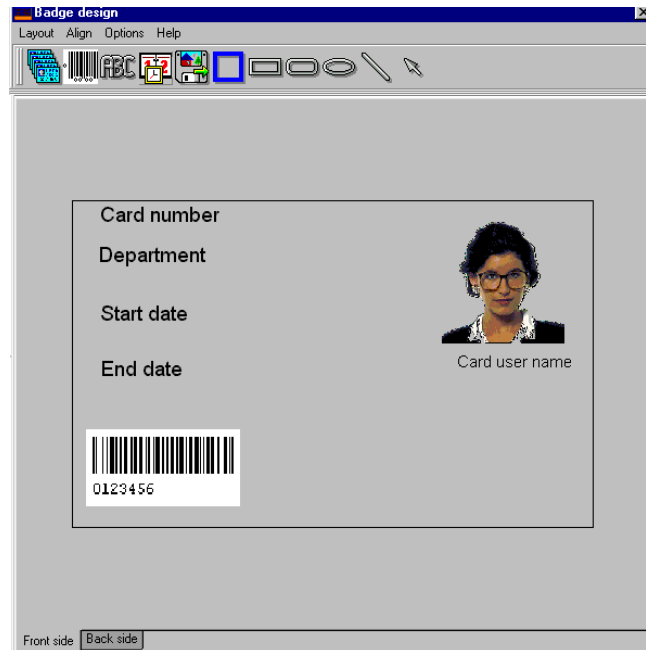 Badge design
Layout Align Options Help
ABC
Card number
Department
Start date
End date
Card user name
0123456
Front side Back side